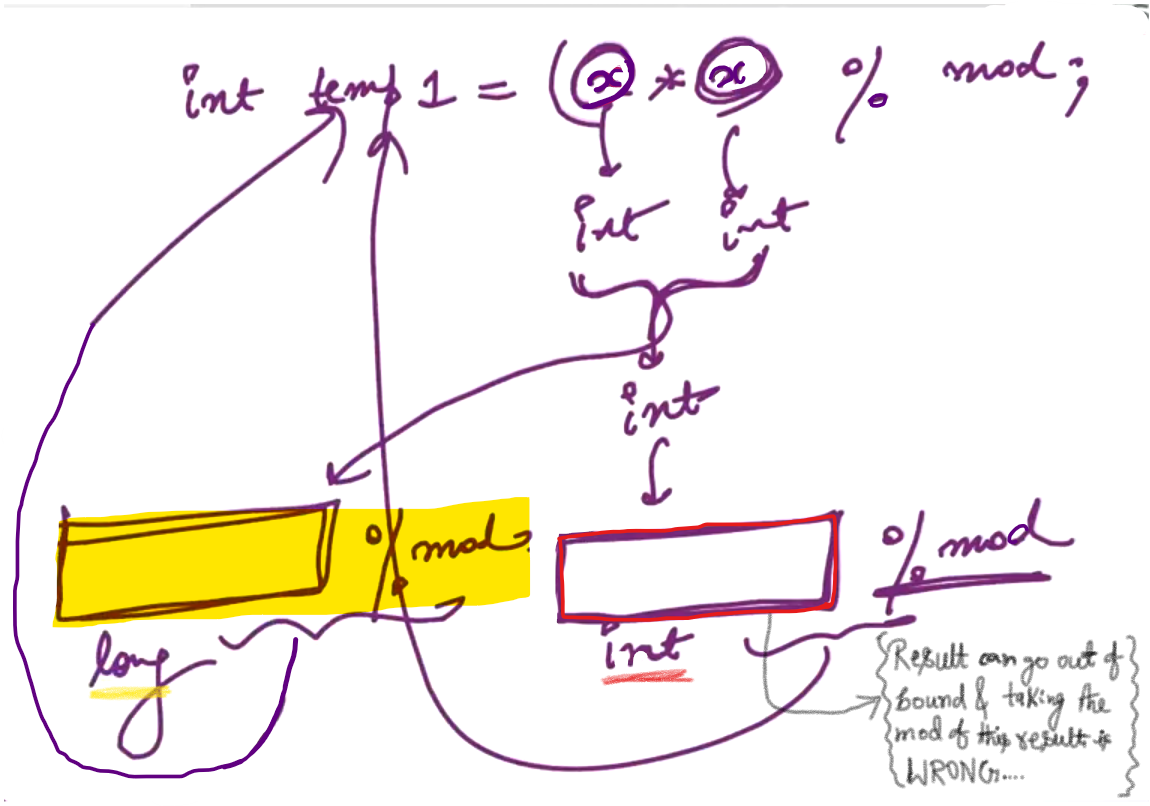 int temp1 = (x * x % mod;
int int
int
% mod.
% mod
long
int
Result can go out of
bound & taking the
mod of this result is
WRONG....